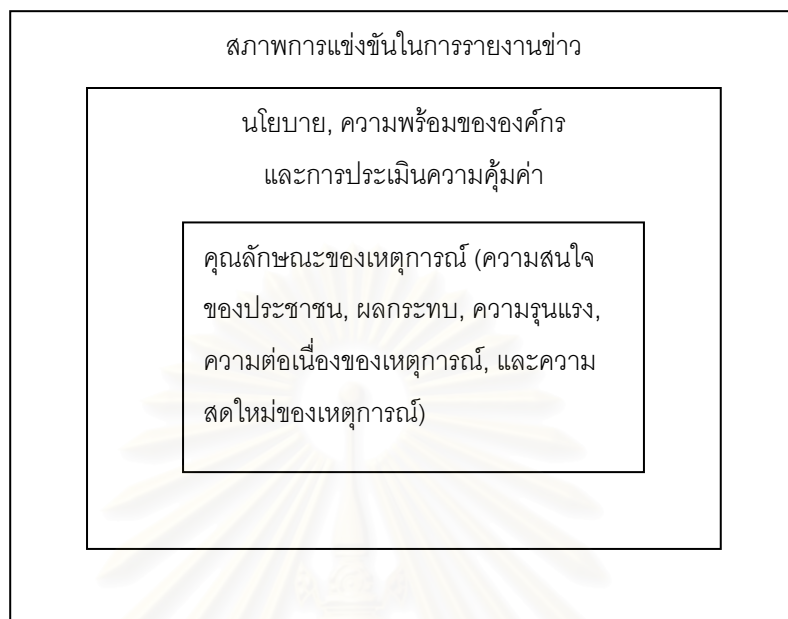 สภาพการแข่งขันในการรายงานข่าว
นโยบาย, ความพร้อมขององค์กร
และการประเมินความคุ้มค่า
คุณลักษณะของเหตุการณ์ (ความสนใจ
ของประชาชน, ผลกระทบ, ความรุนแรง,
ความต่อเนื่องของเหตุการณ์, และความ
สดใหม่ของเหตุการณ์)